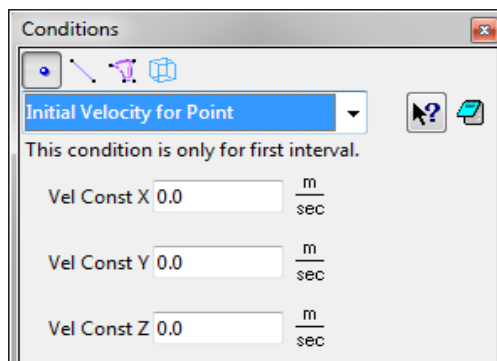 Conditions
Initial Velocity for Point
This condition is only for first interval.
Vel Const X 0.0 m/sec
Vel Const Y 0.0 m/sec
Vel Const Z 0.0 m/sec